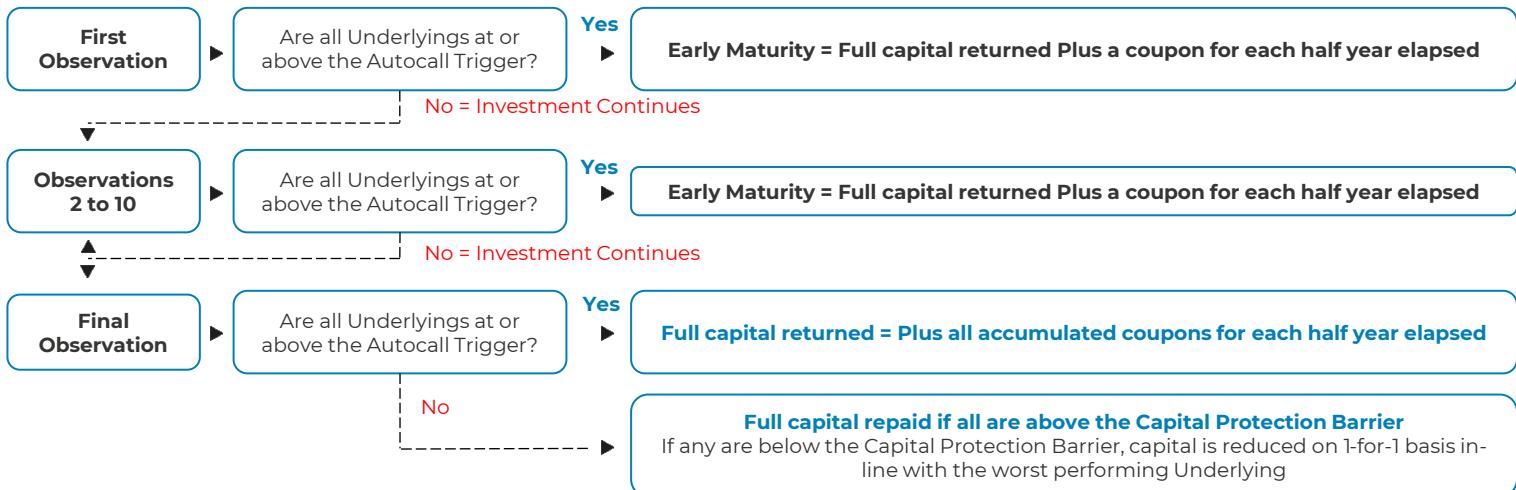 First
Observation
Are all Underlyings at or
above the Autocall Trigger?
Yes
Early Maturity = Full capital returned Plus a coupon for each half year elapsed
No = Investment Continues
Observations
2 to 10
Are all Underlyings at or
above the Autocall Trigger?
Yes
Early Maturity = Full capital returned Plus a coupon for each half year elapsed
No = Investment Continues
Final
Observation
Are all Underlyings at or
above the Autocall Trigger?
Yes
Full capital returned = Plus all accumulated coupons for each half year elapsed
No
Full capital repaid if all are above the Capital Protection Barrier
If any are below the Capital Protection Barrier, capital is reduced on 1-for-1 basis in-
line with the worst performing Underlying